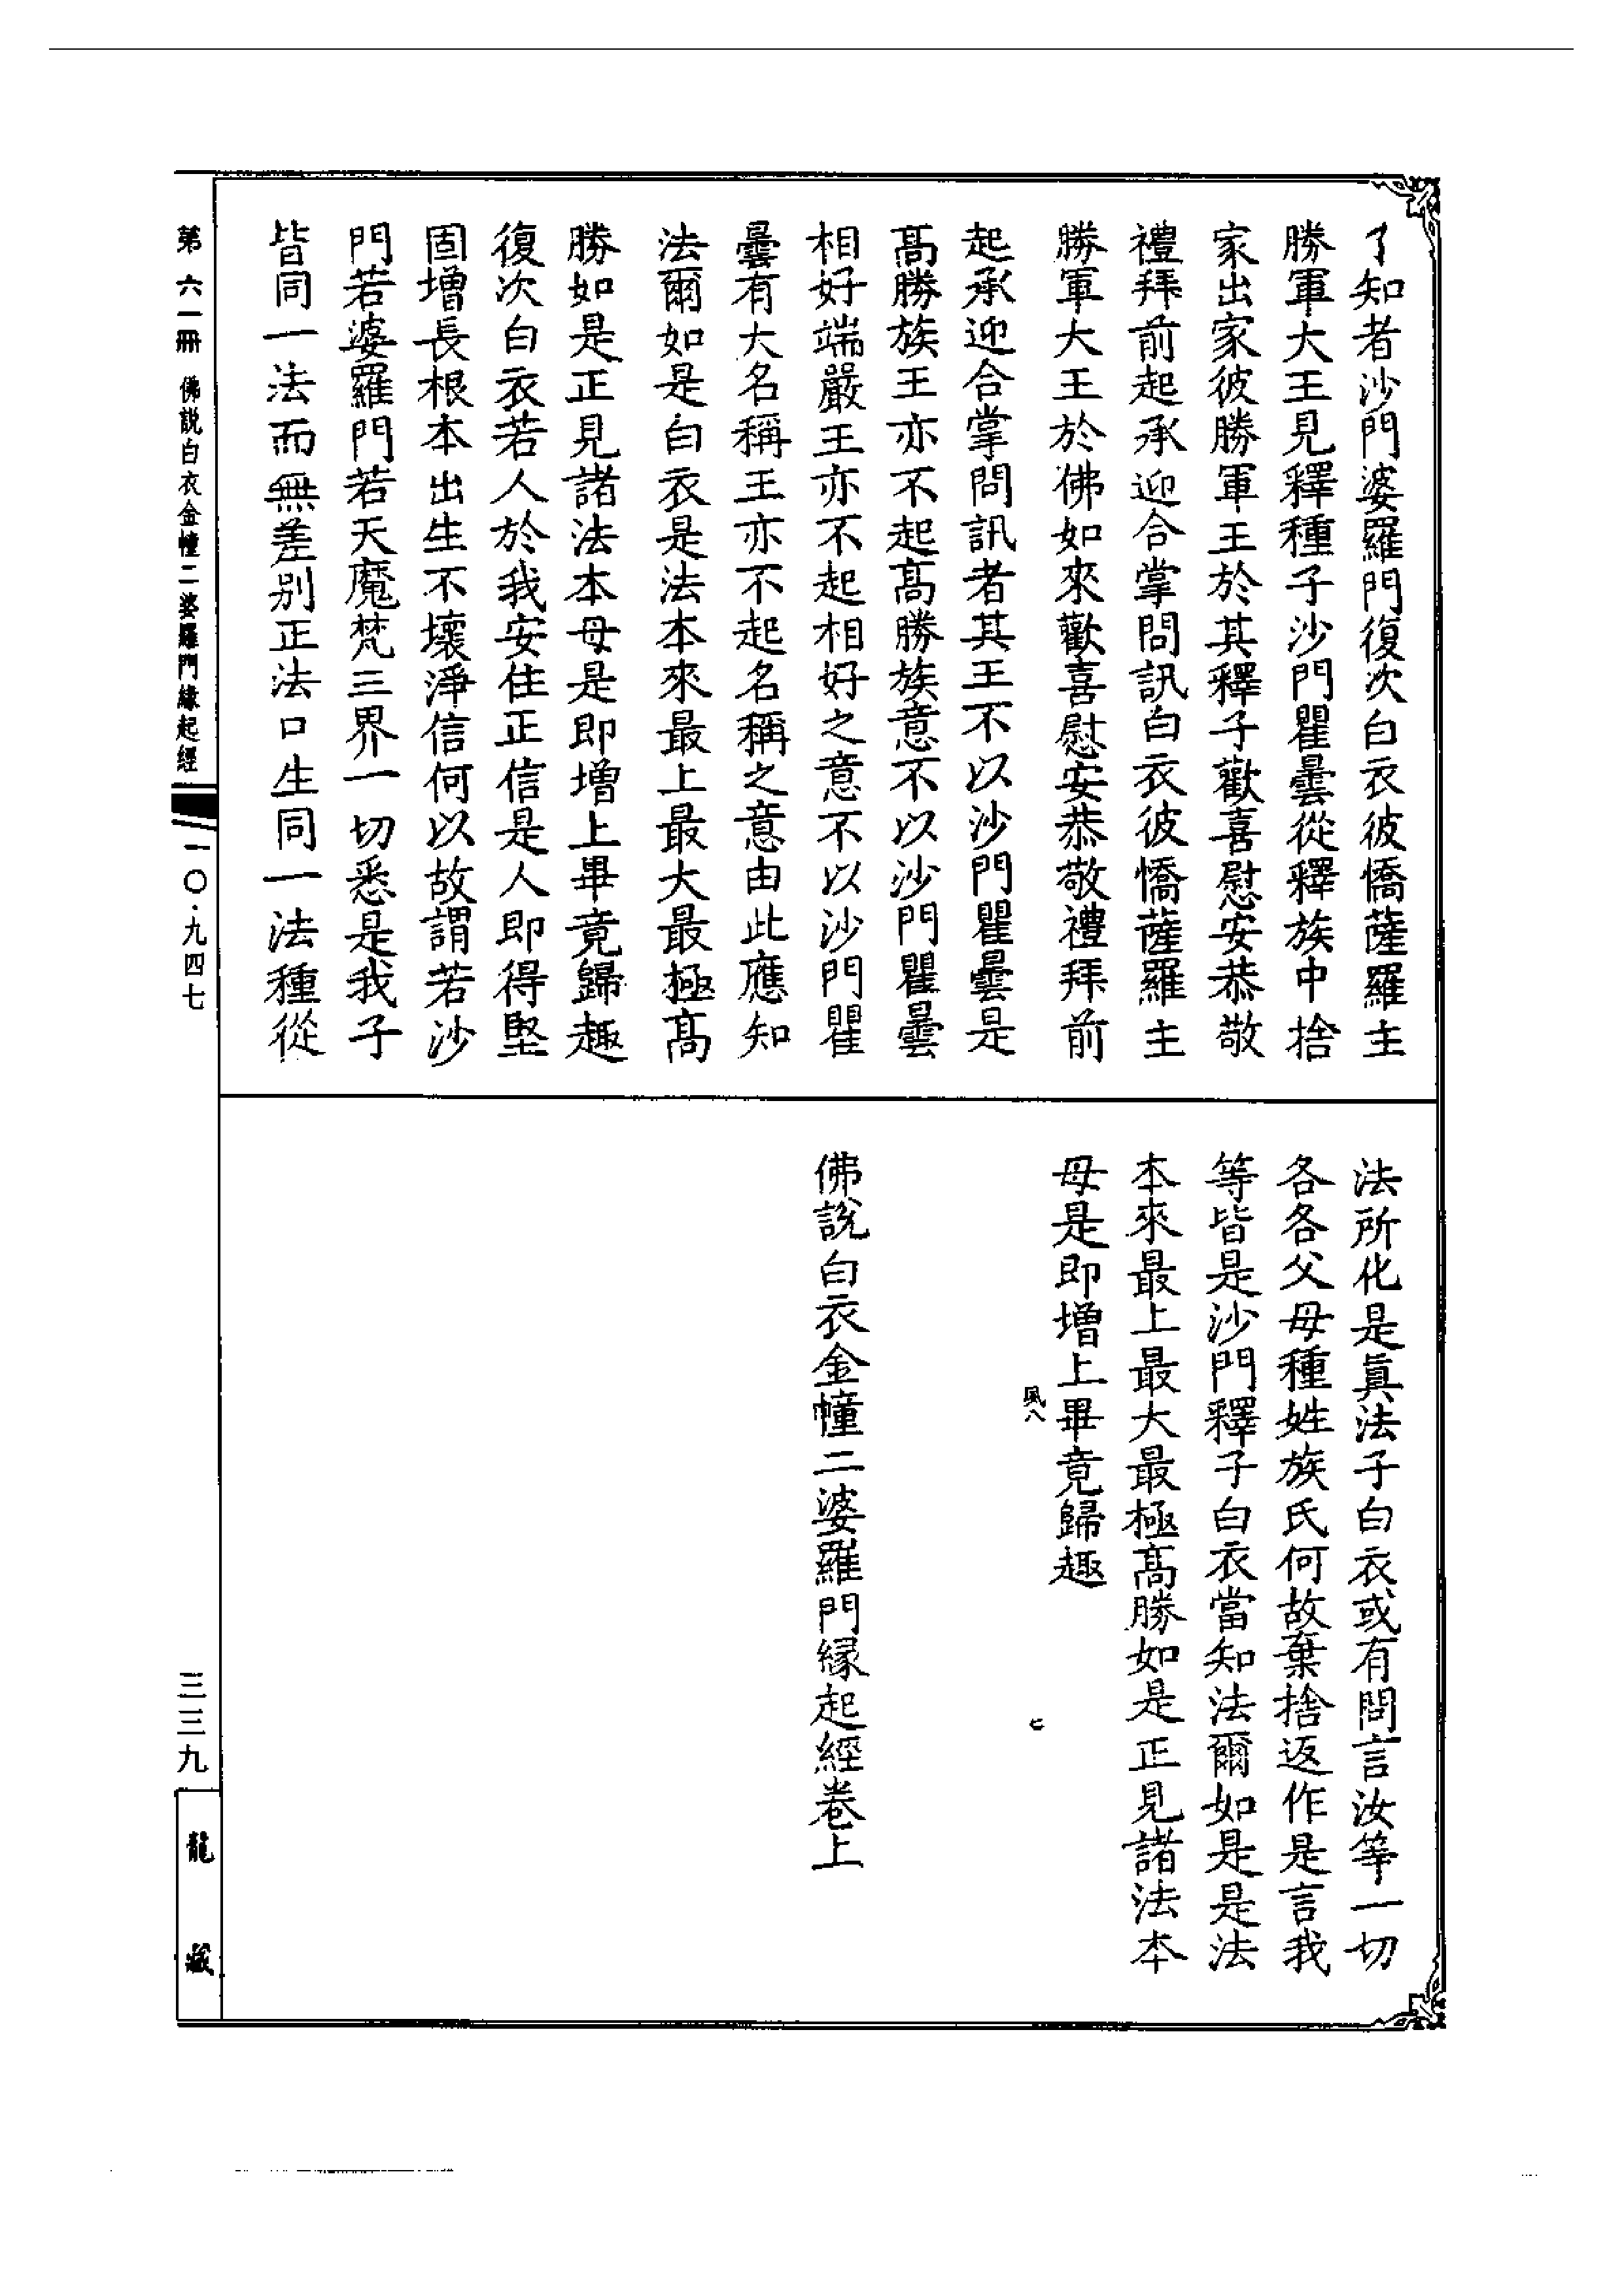 了知者沙門婆羅門復次白衣彼憍薩羅主
勝軍大王見釋種子沙門瞿曇從釋族中捨
家出家彼勝軍王於其釋子歡喜慰安恭敬
禮拜前起承迎合掌問訊白衣彼憍薩羅主
勝軍大王於佛如來歡喜慰安恭敬禮拜前
起承迎合掌問訊者其王不以沙門瞿曇是
髙勝族王亦不起髙勝族意不以沙門瞿曇
相好端嚴王亦不起相好之意不以沙門瞿
曇有大名稱王亦不起名稱之意由此應知
法爾如是白衣是法本來最上最大最極髙
勝如是正見諸法本母是即增上畢竟歸趣
復次白衣若人於我安住正信是人即得堅
固增長根本出生不壞淨信何以故謂若沙
門若婆羅門若天魔梵三界一切悉是我子
皆同一法而無差別正法口生同一法種從
法所化是眞法子白衣或有問言汝等一切
各各父母種姓族氏何故棄捨返作是言我
等皆是沙門釋子白衣當知法爾如是是法
本來最上最大最極髙勝如是正見諸法本
母是即增上畢竟歸趣
風八
七
佛說白衣金幢二婆羅門緣起經卷上
第六一冊 佛說白衣金幢二婆羅門緣起經
一〇·九四七
三三九
龍藏